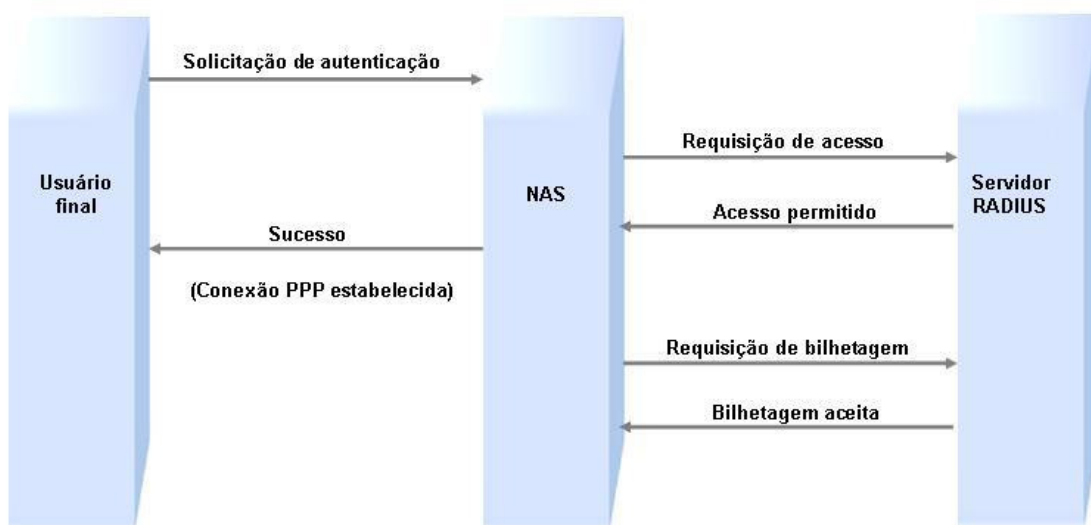 Solicitação de autenticação
Requisição de acesso
Usuário
final
NAS
Servidor
RADIUS
Acesso permitido
Sucesso
(Conexão PPP estabelecida)
Requisição de bilhetagem
Bilhetagem aceita